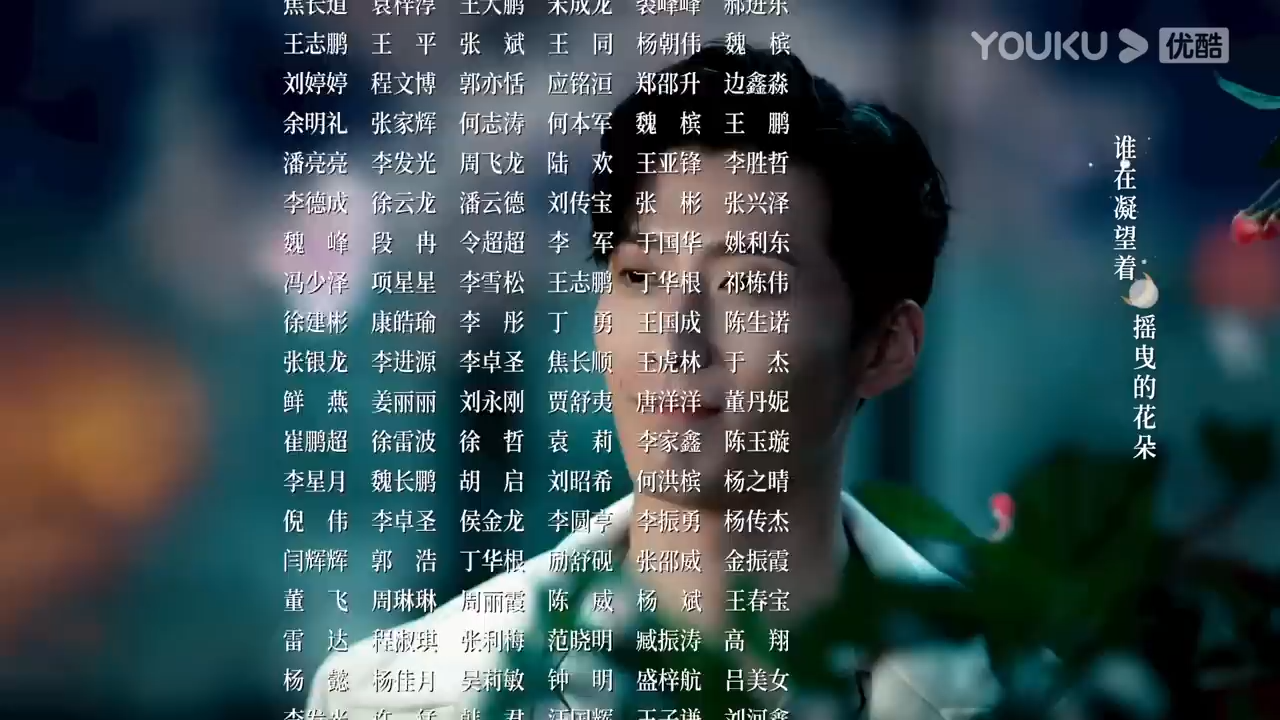 王志鹏 王 平 张 斌 王 同 杨朝伟 魏 槟
刘婷婷 程文博 郭亦恬 应铭洹 郑邵升 边鑫淼
余明礼 张家辉 何志涛 何本军 魏 槟 王 鹏
潘亮亮 李发光 周飞龙 陆 欢 王亚锋 李胜哲
李德成 徐云龙 潘云德 刘传宝 张 彬 张兴泽
魏 峰 段 冉 令超超 李 军 于国华 姚利东
冯少泽 项星星 李雪松 王志鹏 丁华根 祁栋伟
徐建彬 康皓瑜 李 彤 丁 勇 王国成 陈生诺
张银龙 李进源 李卓圣 焦长顺 王虎林 于 杰
鲜 燕 姜丽丽 刘永刚 贾舒夷 唐洋洋 董丹妮
崔鹏超 徐雷波 徐 哲 袁 莉 李家鑫 陈玉璇
李星月 魏长鹏 胡 启 刘昭希 何洪槟 杨之晴
倪 伟 李卓圣 侯金龙 李圆亨 李振勇 杨传杰
闫辉辉 郭 浩 丁华根 励舒砚 张邵威 金振霞
董 飞 周琳琳 周丽霞 陈 威 杨 斌 王春宝
雷 达 程淑琪 张利梅 范晓明 臧振涛 高 翔
杨 懿 杨佳月 吴莉敏 钟 明 盛梓航 吕美女
YOUKU 优酷
谁在凝望着
摇曳的花朵